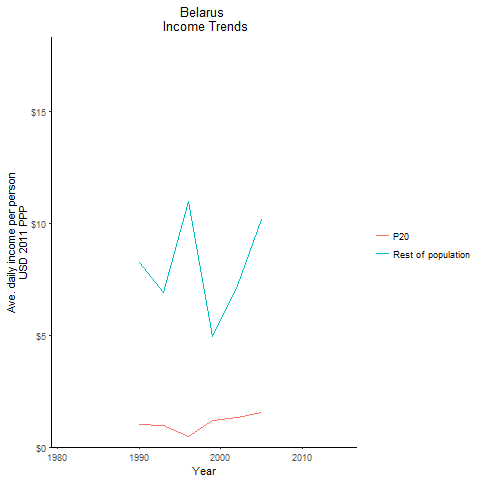 Belarus
Income Trends
Ave. daily income per person
USD 2011 PPP
$15
$10
$5
$0
1980
1990
2000
2010
Year
P20
Rest of population